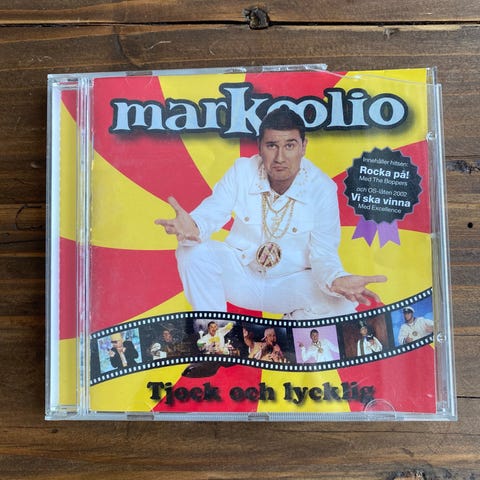 markoolio
Innehåller hitsen:
Rocka på!
Med The Boppers
och OS-låten 2002
Vi ska vinna
Med Excellence
Tjock och lycklig